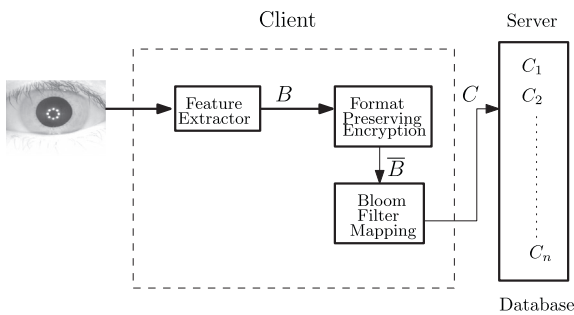 Client
Server
Feature
Extractor
B
Format
Preserving
Encryption
C
B̅
Bloom
Filter
Mapping
C₁
C₂
Cₙ
Database